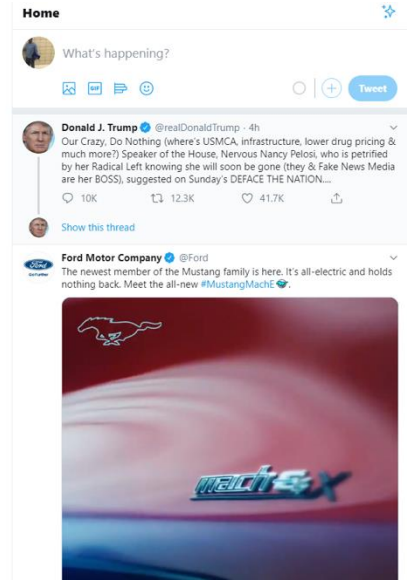 Home
What's happening?
GIF
Tweet
Donald J. Trump @realDonaldTrump · 4h
Our Crazy, Do Nothing (where's USMCA, infrastructure, lower drug pricing &
much more?) Speaker of the House, Nervous Nancy Pelosi, who is petrified
by her Radical Left knowing she will soon be gone (they & Fake News Media
are her BOSS), suggested on Sunday's DEFACE THE NATION....
10K 12.3K 41.7K
Show this thread
Ford Motor Company @Ford
Ford
The newest member of the Mustang family is here. It's all-electric and holds
nothing back. Meet the all-new #MustangMachE.
mach 4X